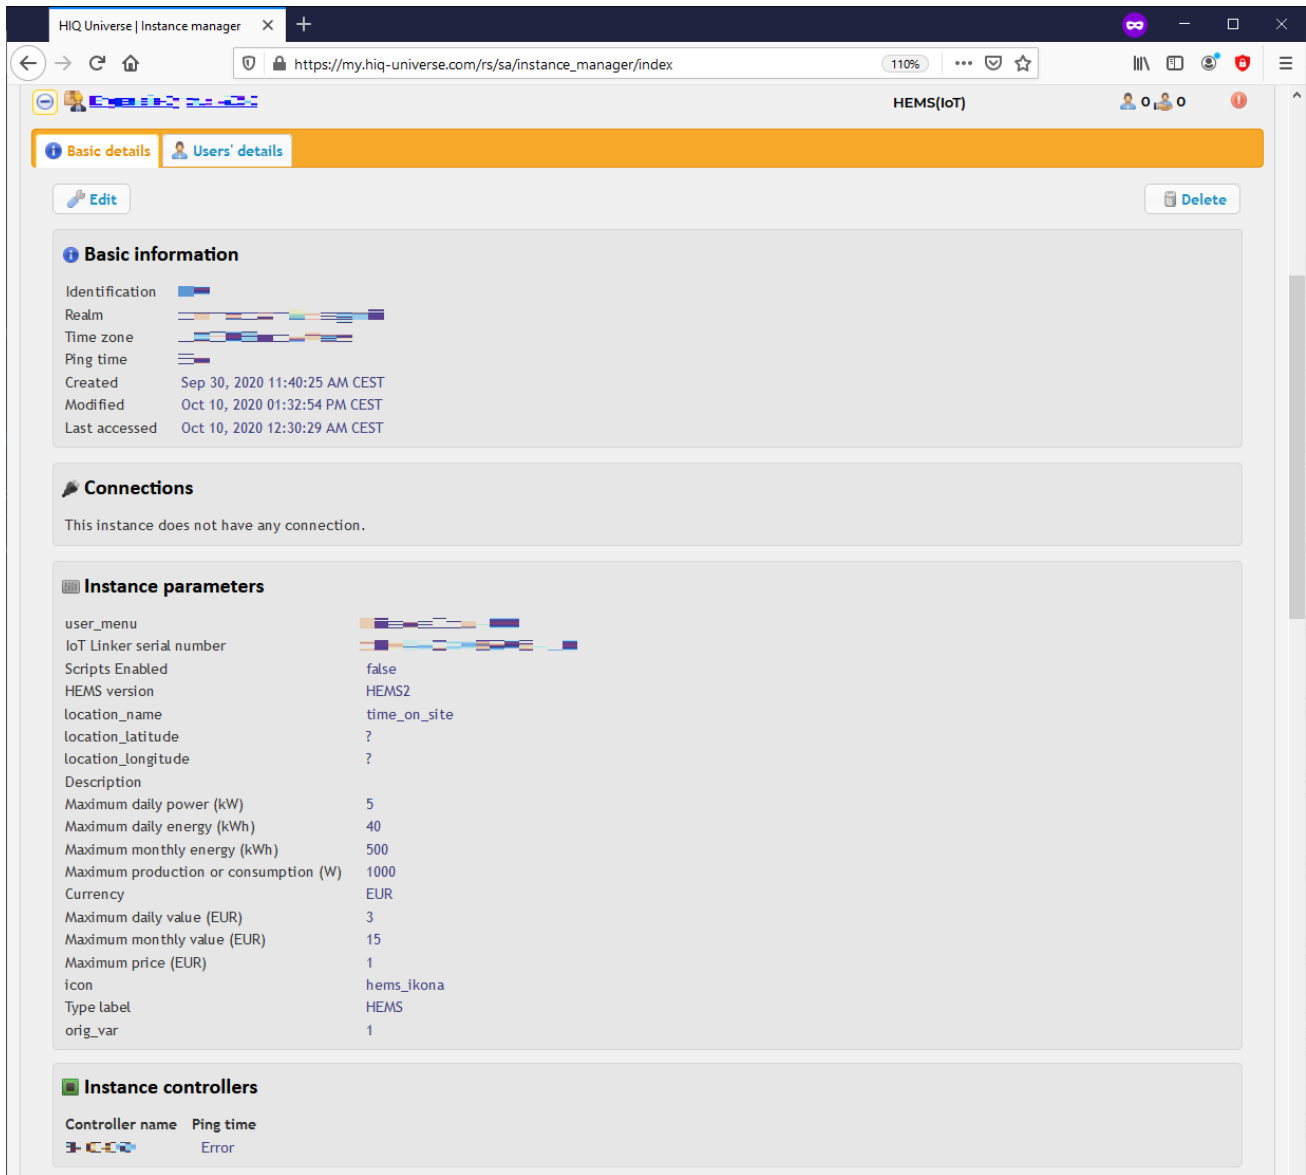 HIQ Universe | Instance manager
https://my.hiq-universe.com/rs/sa/instance_manager/index 110%
HEMS(IoT) 0 0
Basic details Users' details
Edit Delete
Basic information
Identification
Realm
Time zone
Ping time
Created Sep 30, 2020 11:40:25 AM CEST
Modified Oct 10, 2020 01:32:54 PM CEST
Last accessed Oct 10, 2020 12:30:29 AM CEST
Connections
This instance does not have any connection.
Instance parameters
user_menu
IoT Linker serial number
Scripts Enabled false
HEMS version HEMS2
location_name time_on_site
location_latitude ?
location_longitude ?
Description
Maximum daily power (kW) 5
Maximum daily energy (kWh) 40
Maximum monthly energy (kWh) 500
Maximum production or consumption (W) 1000
Currency EUR
Maximum daily value (EUR) 3
Maximum monthly value (EUR) 15
Maximum price (EUR) 1
icon hems_ikona
Type label HEMS
orig_var 1
Instance controllers
Controller name Ping time
Error